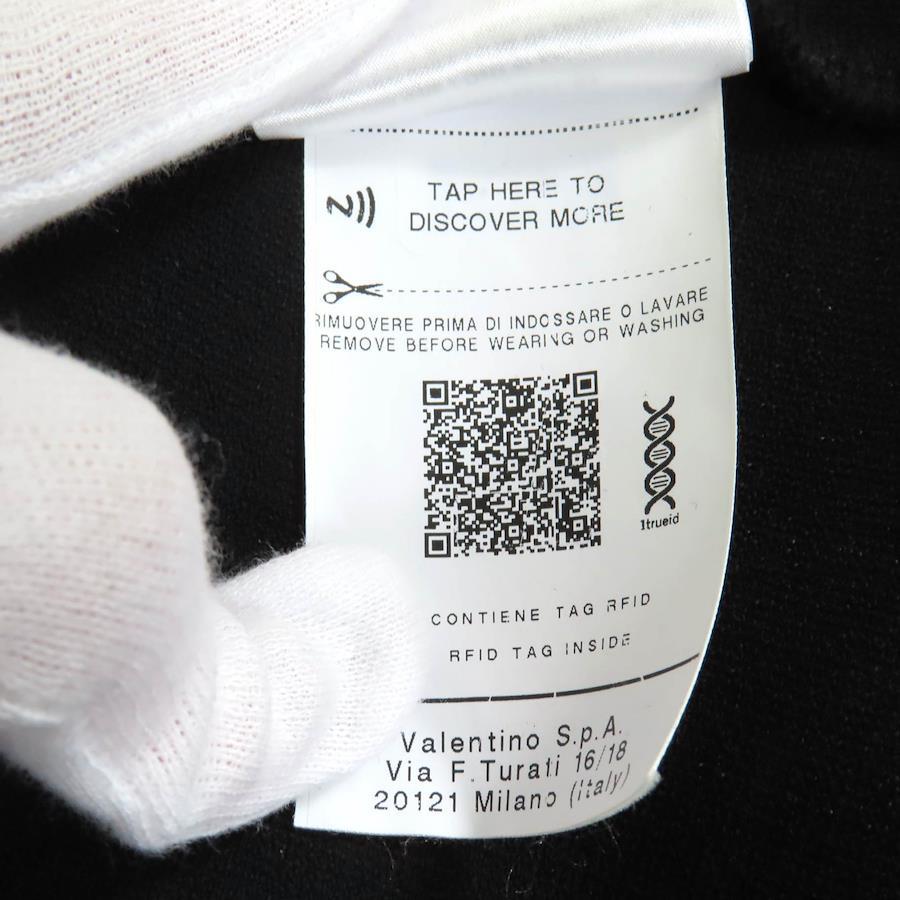 TAP HERE TO
DISCOVER MORE
RIMUOVERE PRIMA DI INDOSSARE O LAVARE
REMOVE BEFORE WEARING OR WASHING
1trueid
CONTIENE TAG RFID
RFID TAG INSIDE
Valentino S.p.A.
Via F.Turati 16/18
20121 Milano (Italy)